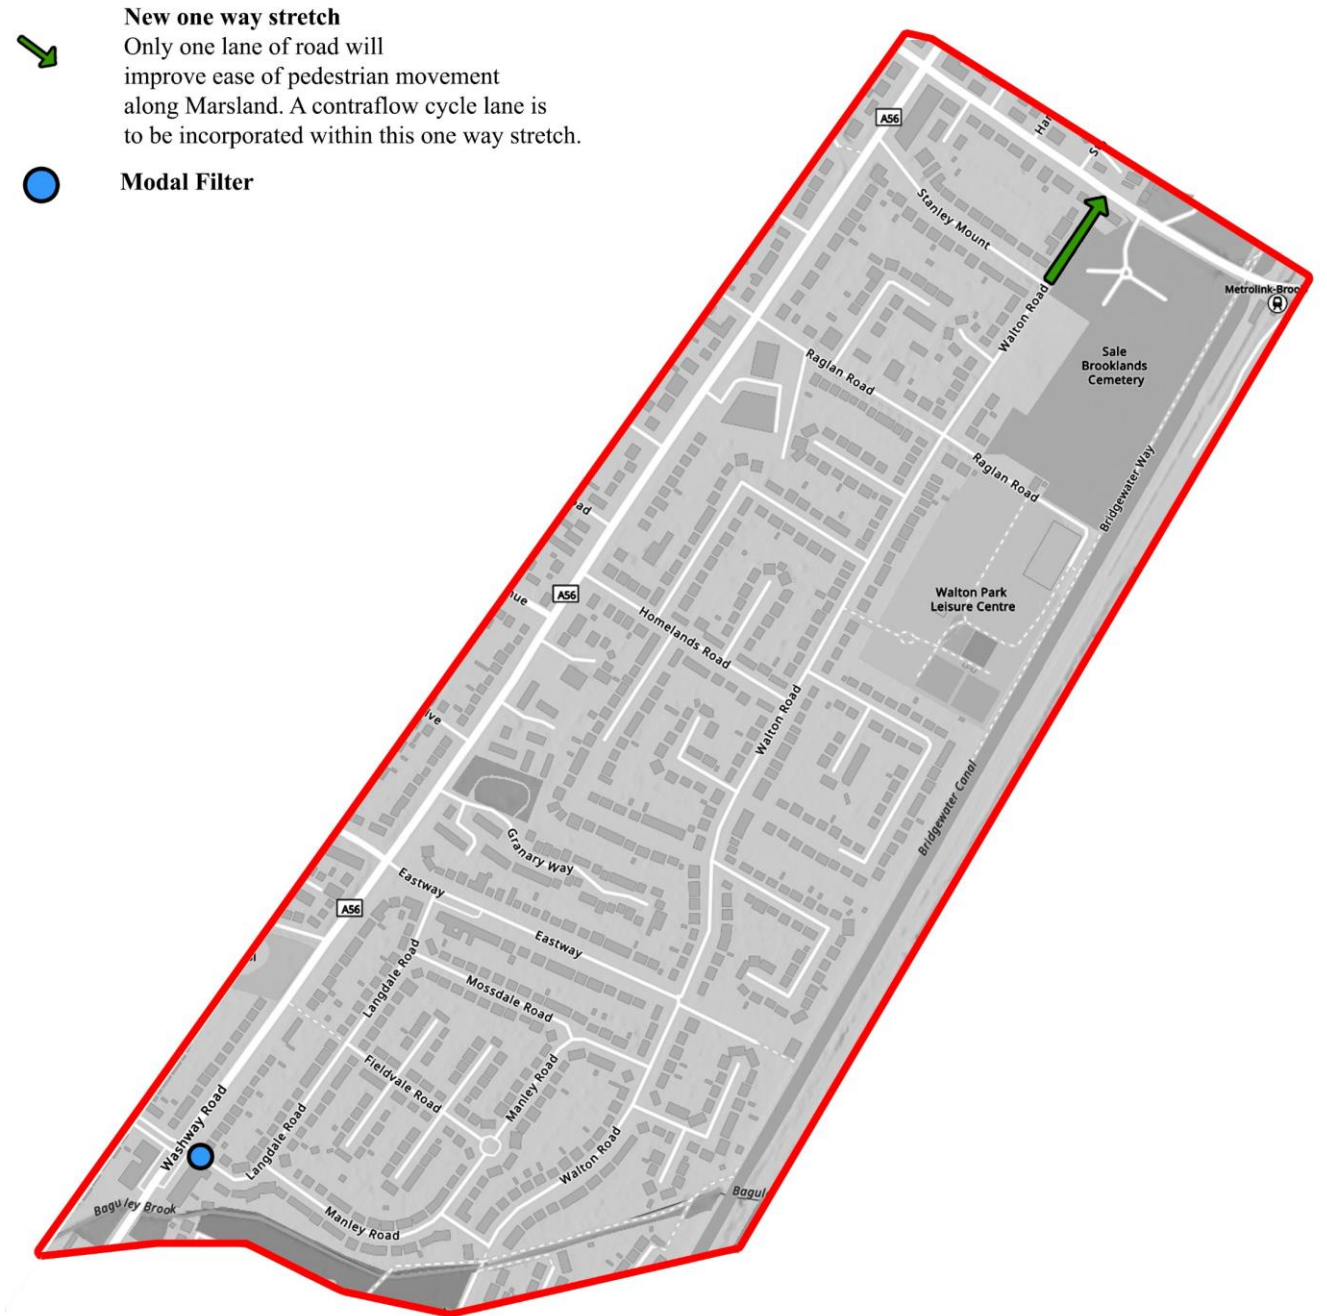 New one way stretch
Only one lane of road will
improve ease of pedestrian movement
along Marsland. A contraflow cycle lane is
to be incorporated within this one way stretch.
Modal Filter
A56
Har
Stanley Mount
Walton Road
Metrolink-Broo
Sale
Brooklands
Cemetery
Raglan Road
Raglan Road
Bridgewater Way
ad
A56
nue
Walton Park
Leisure Centre
Homelands Road
Walton Road
ive
Bridgewater Canal
Granary Way
Eastway
A56
Eastway
Langdale Road
Mossdale Road
Fieldvale Road
Manley Road
Washway Road
Langdale Road
Walton Road
Baguley Brook
Manley Road
Bagul